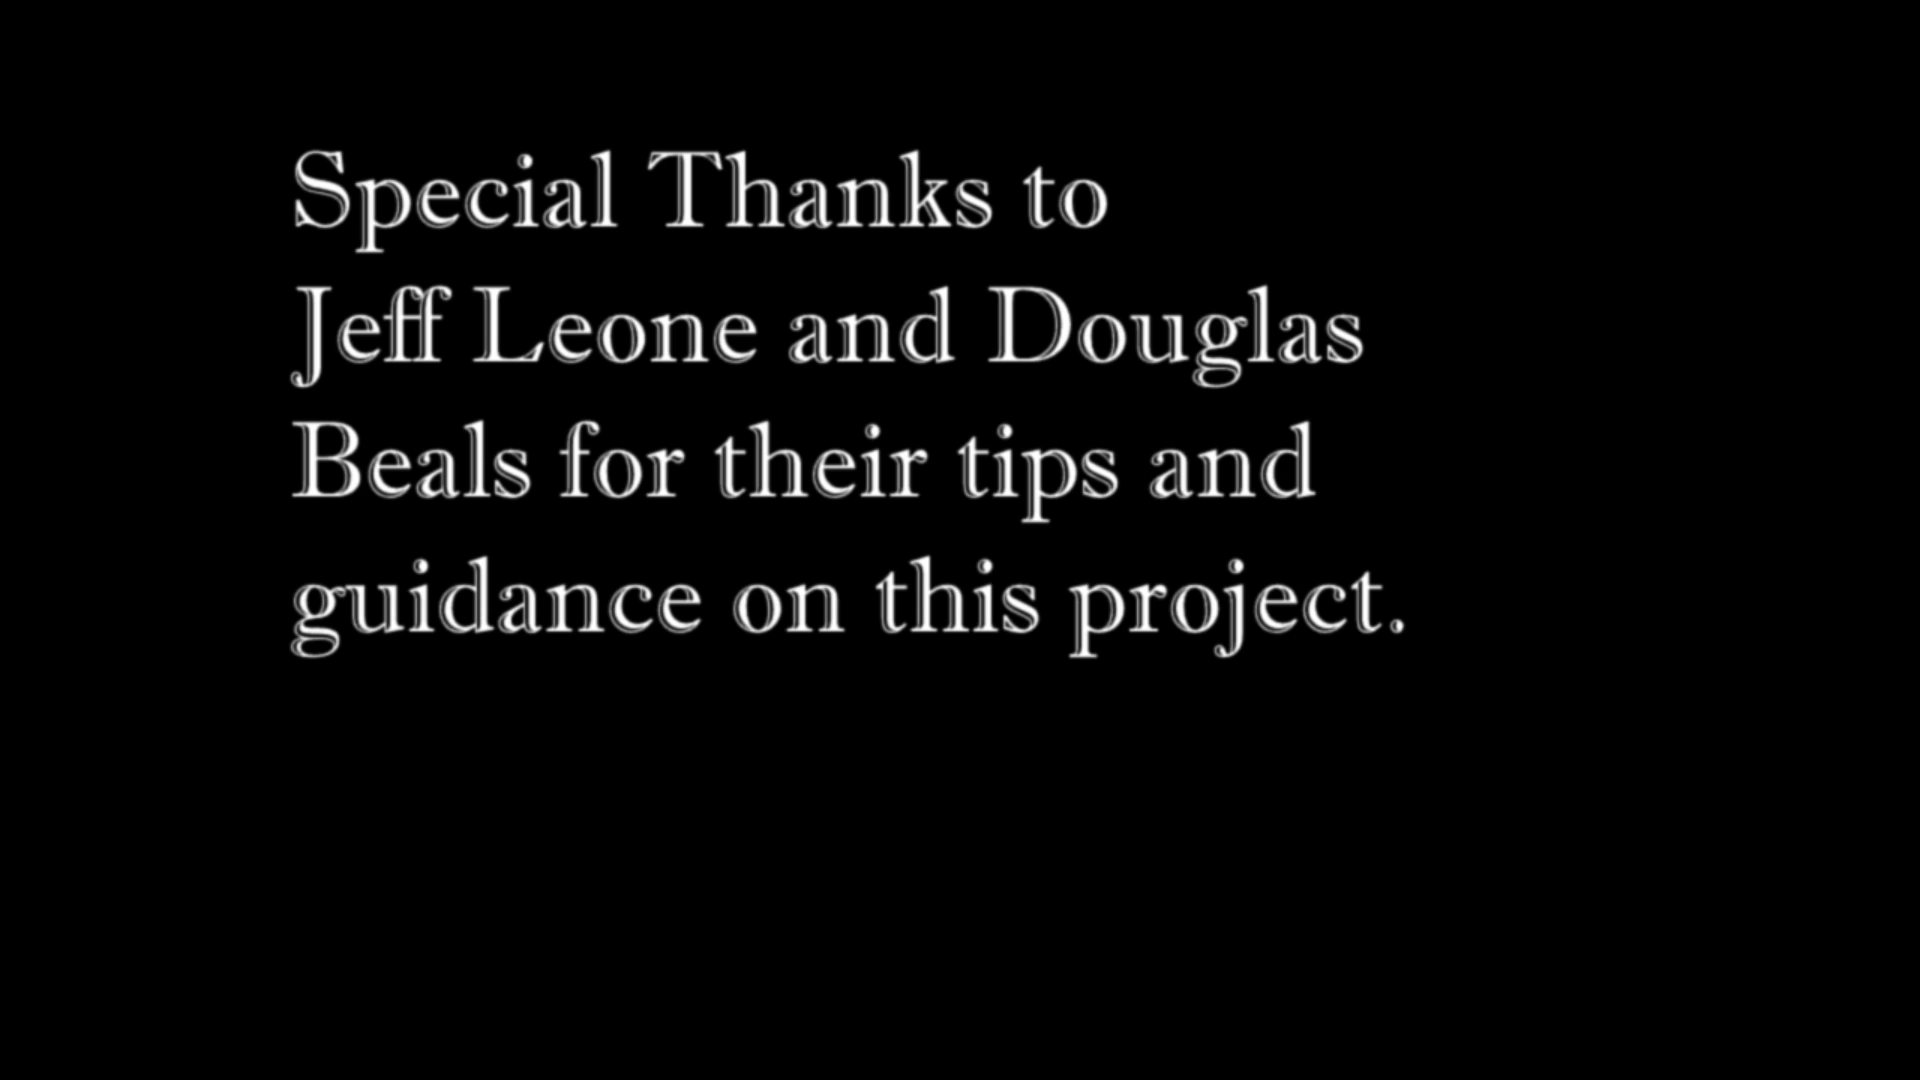 Special Thanks to
Jeff Leone and Douglas
Beals for their tips and
guidance on this project.